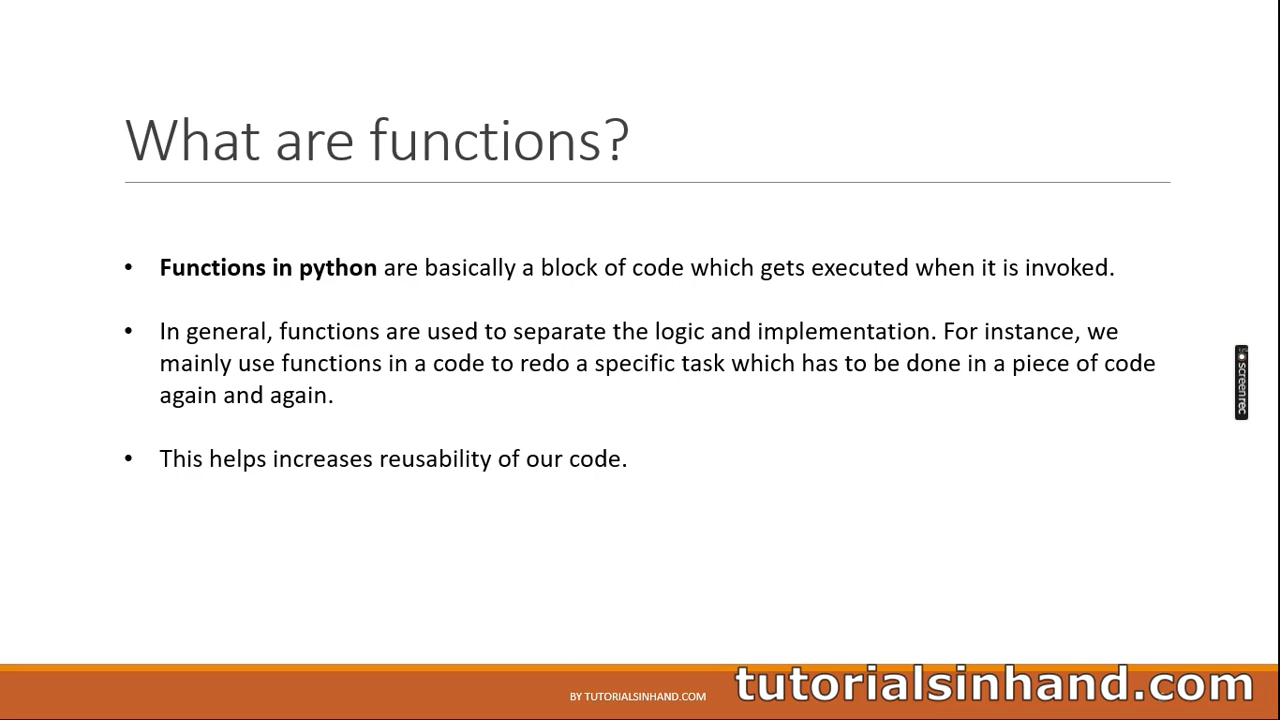 What are functions?
• Functions in python are basically a block of code which gets executed when it is invoked.
• In general, functions are used to separate the logic and implementation. For instance, we
mainly use functions in a code to redo a specific task which has to be done in a piece of code
again and again.
• This helps increases reusability of our code.
screenrec
BY TUTORIALSINHAND.COM
tutorialsinhand.com